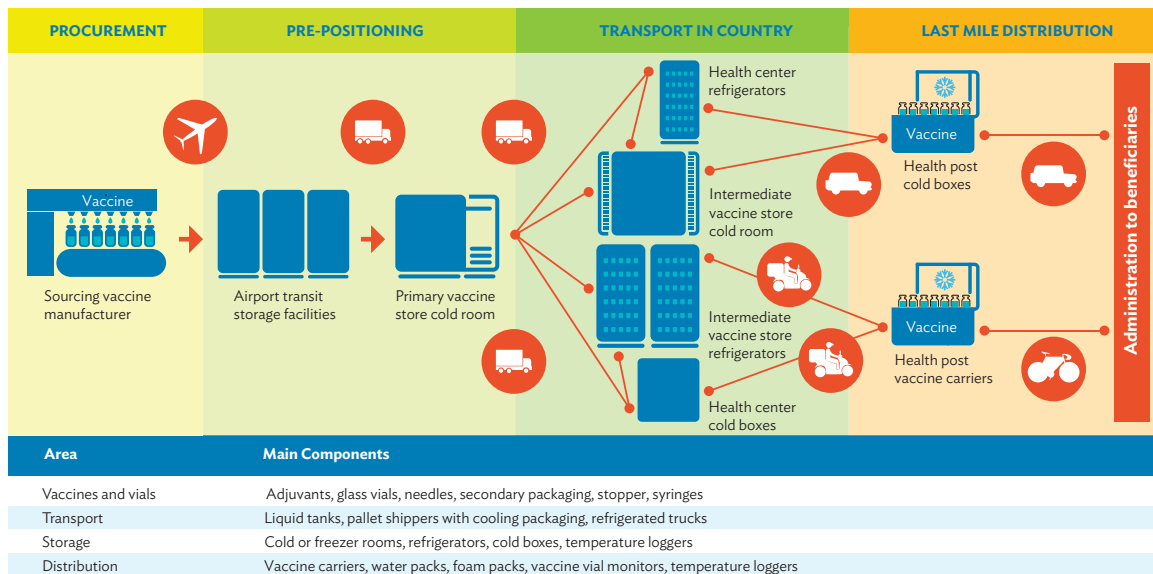 PROCUREMENT
PRE-POSITIONING
TRANSPORT IN COUNTRY
LAST MILE DISTRIBUTION
Vaccine
Sourcing vaccine
manufacturer
Airport transit
storage facilities
Primary vaccine
store cold room
Health center
refrigerators
Intermediate
vaccine store
cold room
Intermediate
vaccine store
refrigerators
Health center
cold boxes
Vaccine
Health post
cold boxes
Vaccine
Health post
vaccine carriers
Administration to beneficiaries
Area Main Components
Vaccines and vials Adjuvants, glass vials, needles, secondary packaging, stopper, syringes
Transport Liquid tanks, pallet shippers with cooling packaging, refrigerated trucks
Storage Cold or freezer rooms, refrigerators, cold boxes, temperature loggers
Distribution Vaccine carriers, water packs, foam packs, vaccine vial monitors, temperature loggers